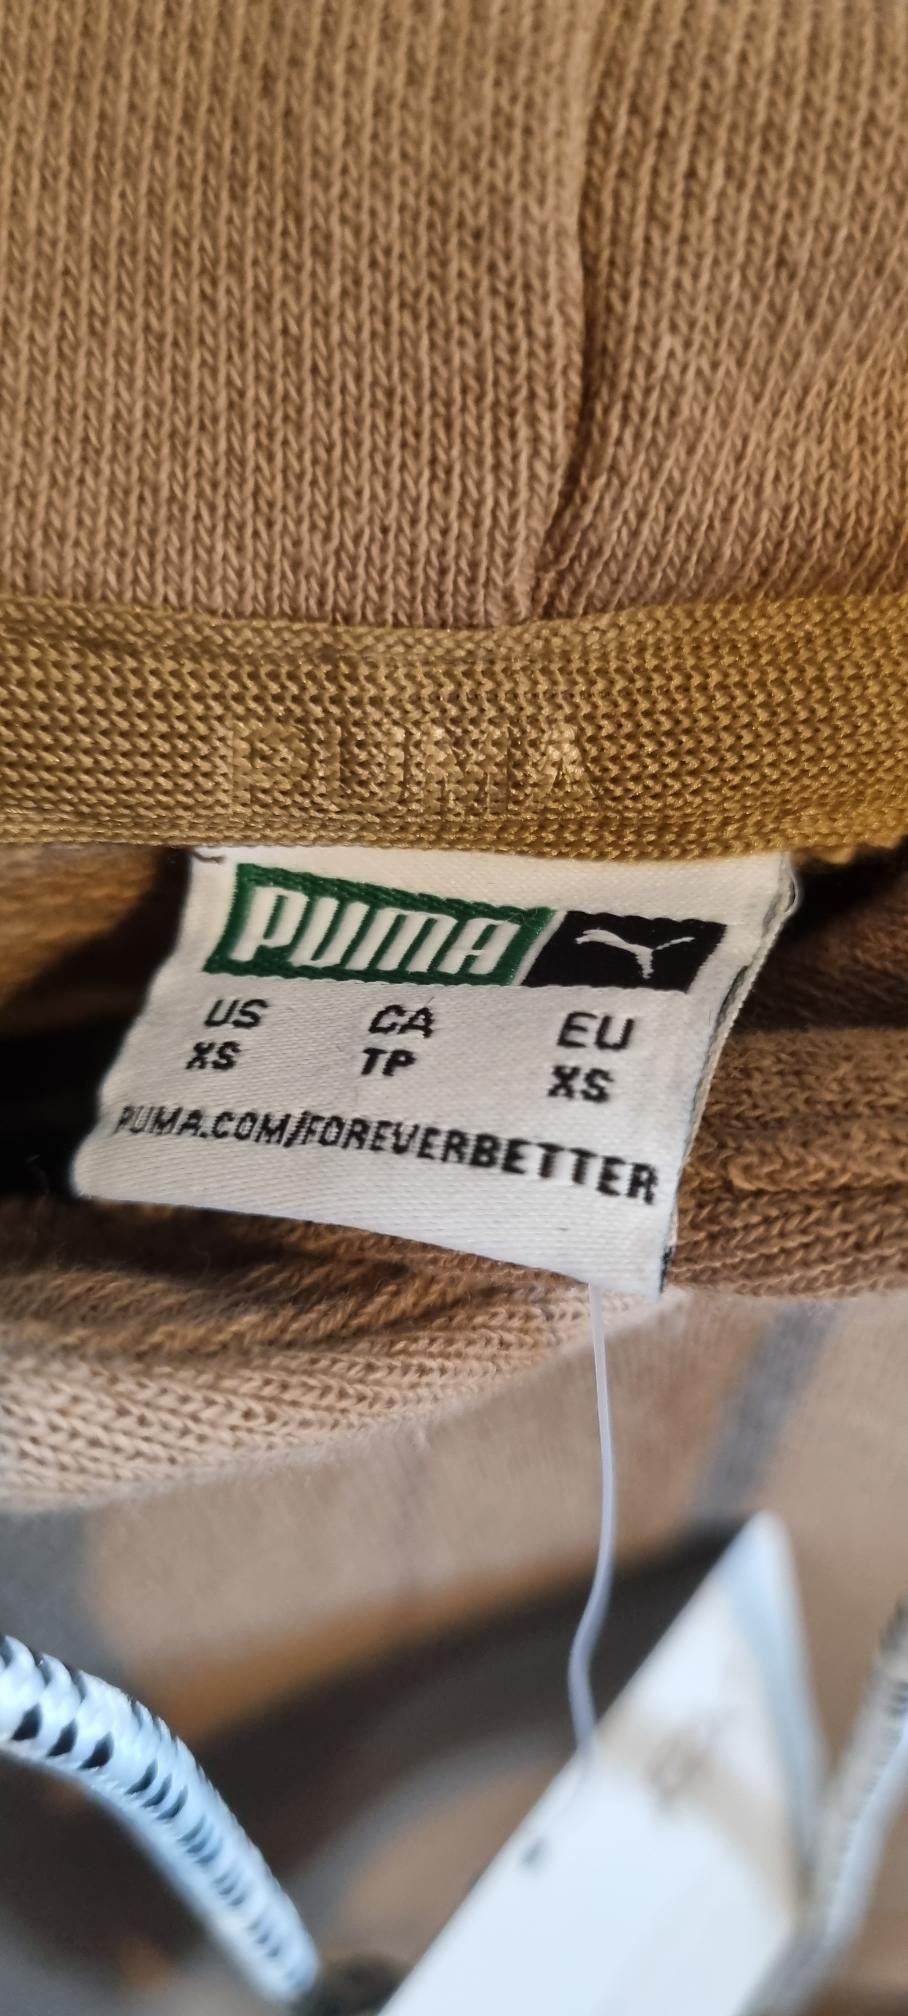 PUMA
PUMA
US CA EU
XS TP XS
PUMA.COM/FOREVERBETTER